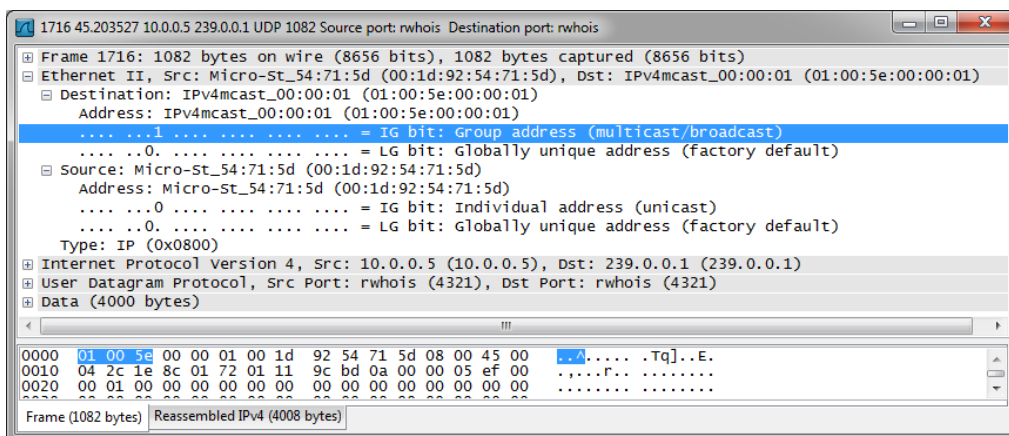 1716 45.203527 10.0.0.5 239.0.0.1 UDP 1082 Source port: rwhois Destination port: rwhois
Frame 1716: 1082 bytes on wire (8656 bits), 1082 bytes captured (8656 bits)
Ethernet II, Src: Micro-St_54:71:5d (00:1d:92:54:71:5d), Dst: IPv4mcast_00:00:01 (01:00:5e:00:00:01)
Destination: IPv4mcast_00:00:01 (01:00:5e:00:00:01)
Address: IPv4mcast_00:00:01 (01:00:5e:00:00:01)
.... ...1 .... .... .... .... = IG bit: Group address (multicast/broadcast)
.... ..0. .... .... .... .... = LG bit: Globally unique address (factory default)
Source: Micro-St_54:71:5d (00:1d:92:54:71:5d)
Address: Micro-St_54:71:5d (00:1d:92:54:71:5d)
.... ...0 .... .... .... .... = IG bit: Individual address (unicast)
.... ..0. .... .... .... .... = LG bit: Globally unique address (factory default)
Type: IP (0x0800)
Internet Protocol Version 4, Src: 10.0.0.5 (10.0.0.5), Dst: 239.0.0.1 (239.0.0.1)
User Datagram Protocol, Src Port: rwhois (4321), Dst Port: rwhois (4321)
Data (4000 bytes)
0000 01 00 5e 00 00 01 00 1d 92 54 71 5d 08 00 45 00 ..^..... .Tq]..E.
0010 04 2c 1e 8c 01 72 01 11 9c bd 0a 00 00 05 ef 00 .,...r.. ........
0020 00 01 00 00 00 00 00 00 00 00 00 00 00 00 00 00 ........ ........
Frame (1082 bytes) Reassembled IPv4 (4008 bytes)